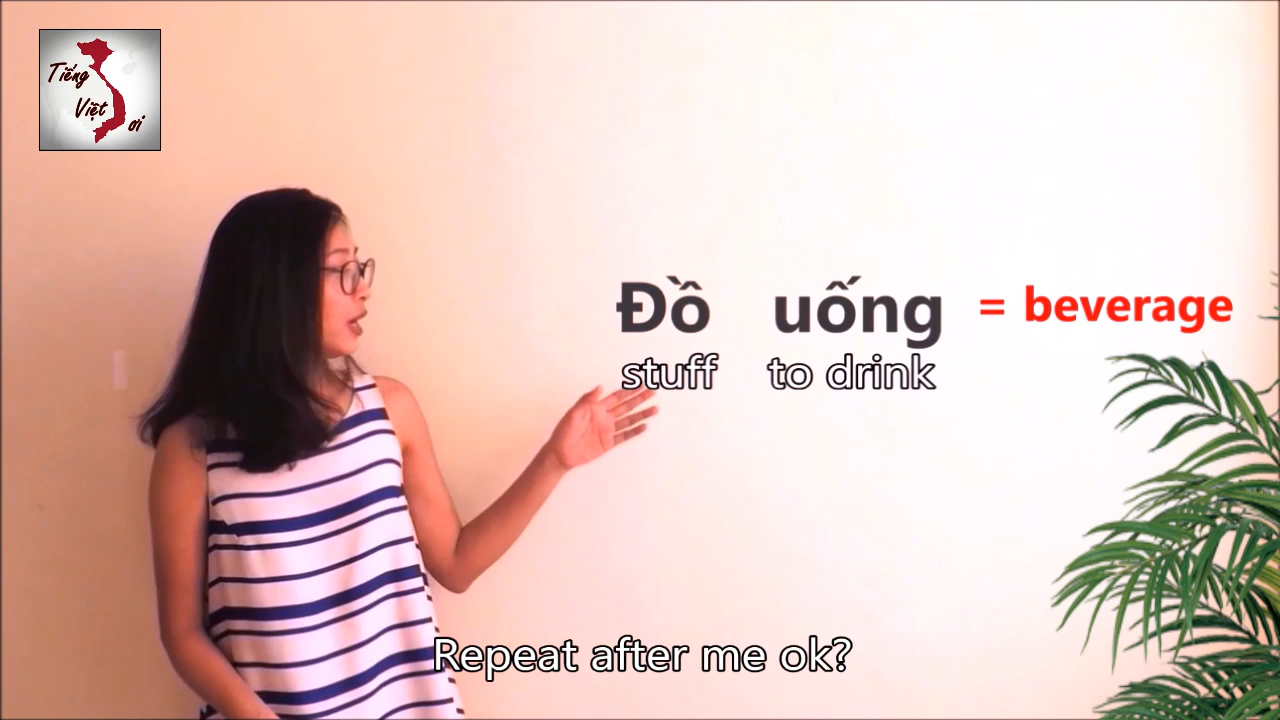 Tiếng
Việt
ơi
Đồ uống = beverage
stuff to drink
Repeat after me ok?